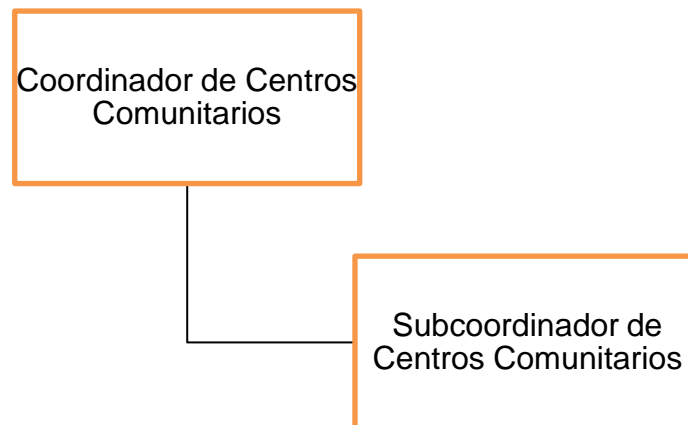 Coordinador de Centros
Comunitarios
Subcoordinador de
Centros Comunitarios